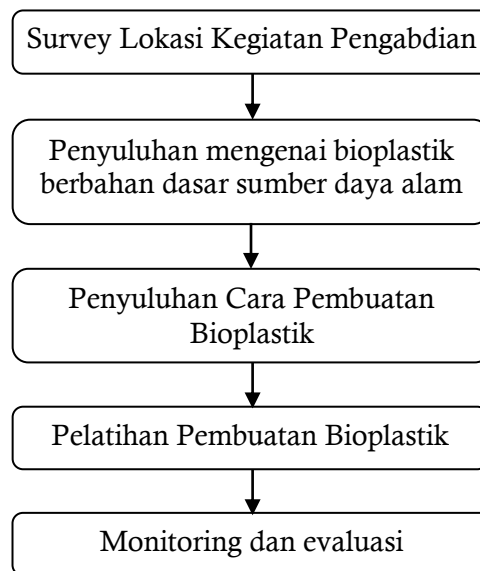 Survey Lokasi Kegiatan Pengabdian
Penyuluhan mengenai bioplastik
berbahan dasar sumber daya alam
Penyuluhan Cara Pembuatan
Bioplastik
Pelatihan Pembuatan Bioplastik
Monitoring dan evaluasi